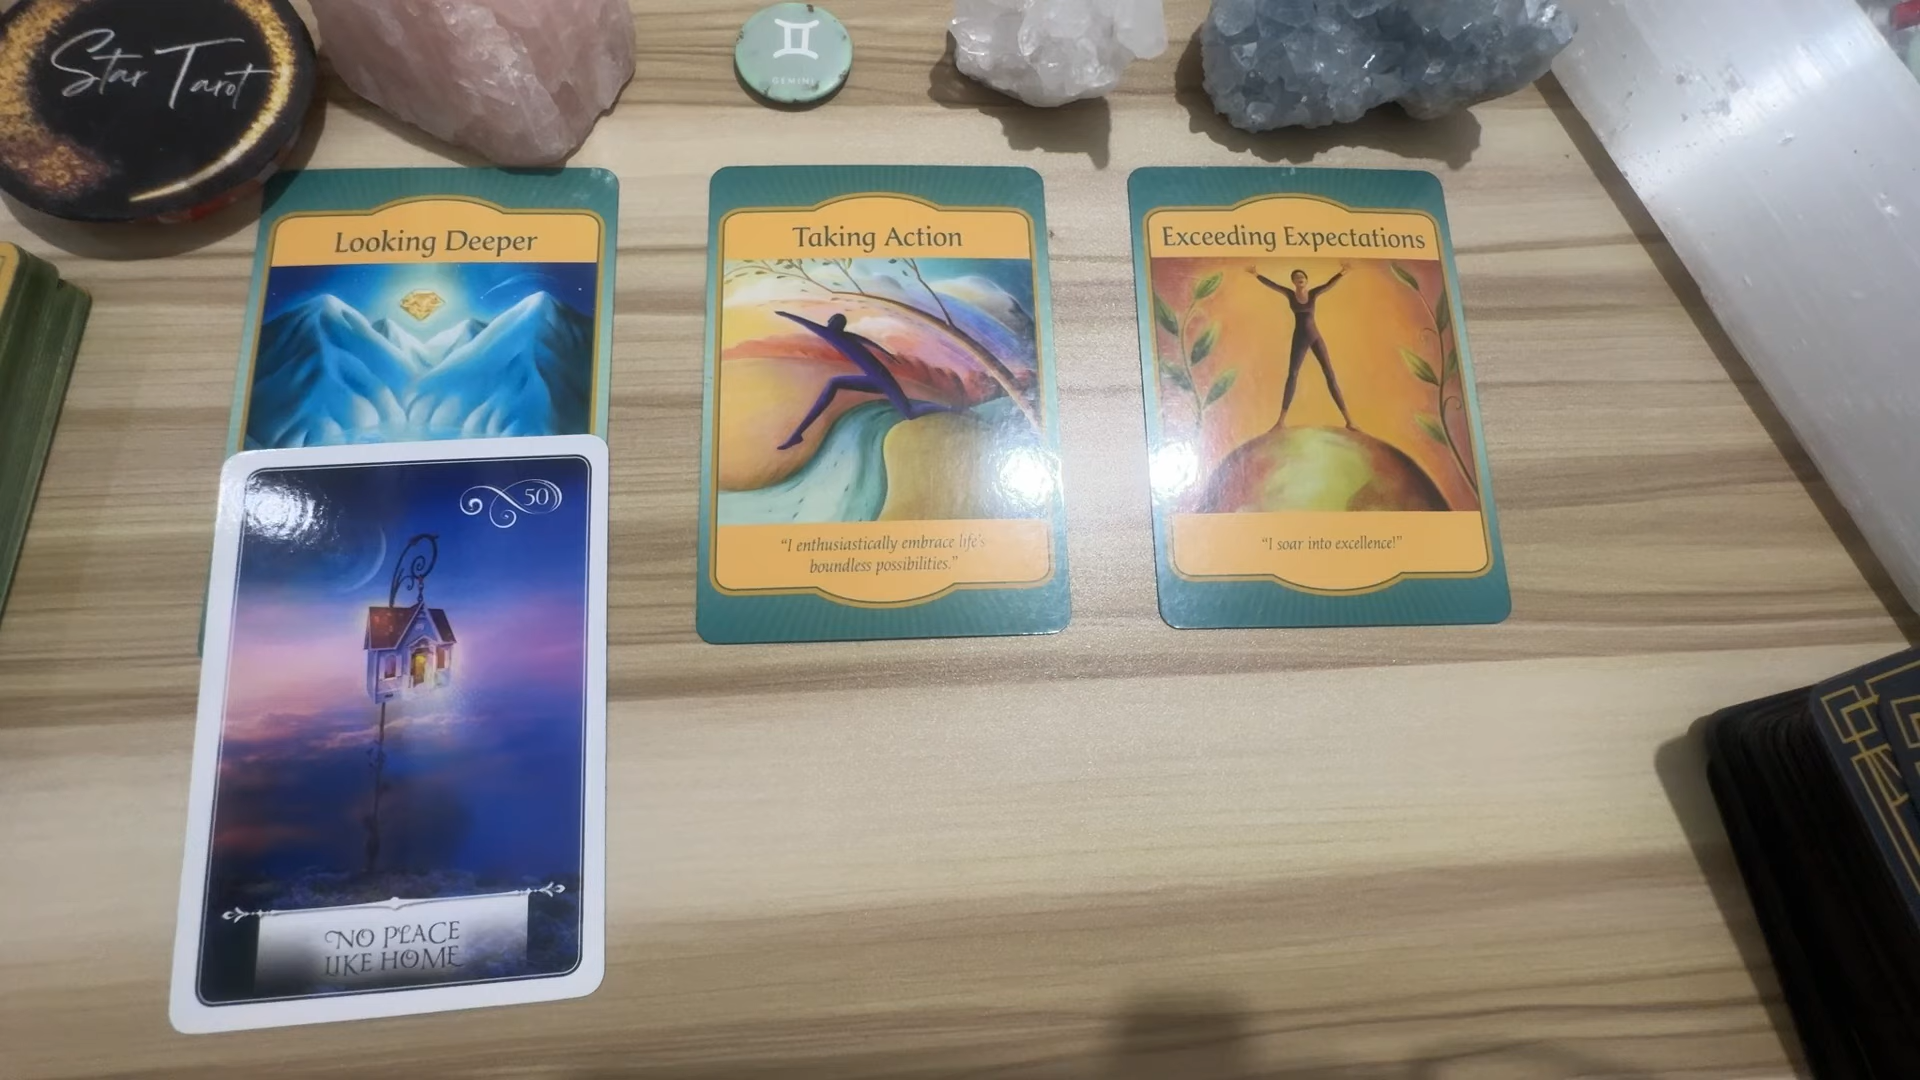 Star Tarot
GEMINI
Looking Deeper
Taking Action
Exceeding Expectations
"I enthusiastically embrace life's
boundless possibilities."
"I soar into excellence!"
50
NO PLACE
LIKE HOME